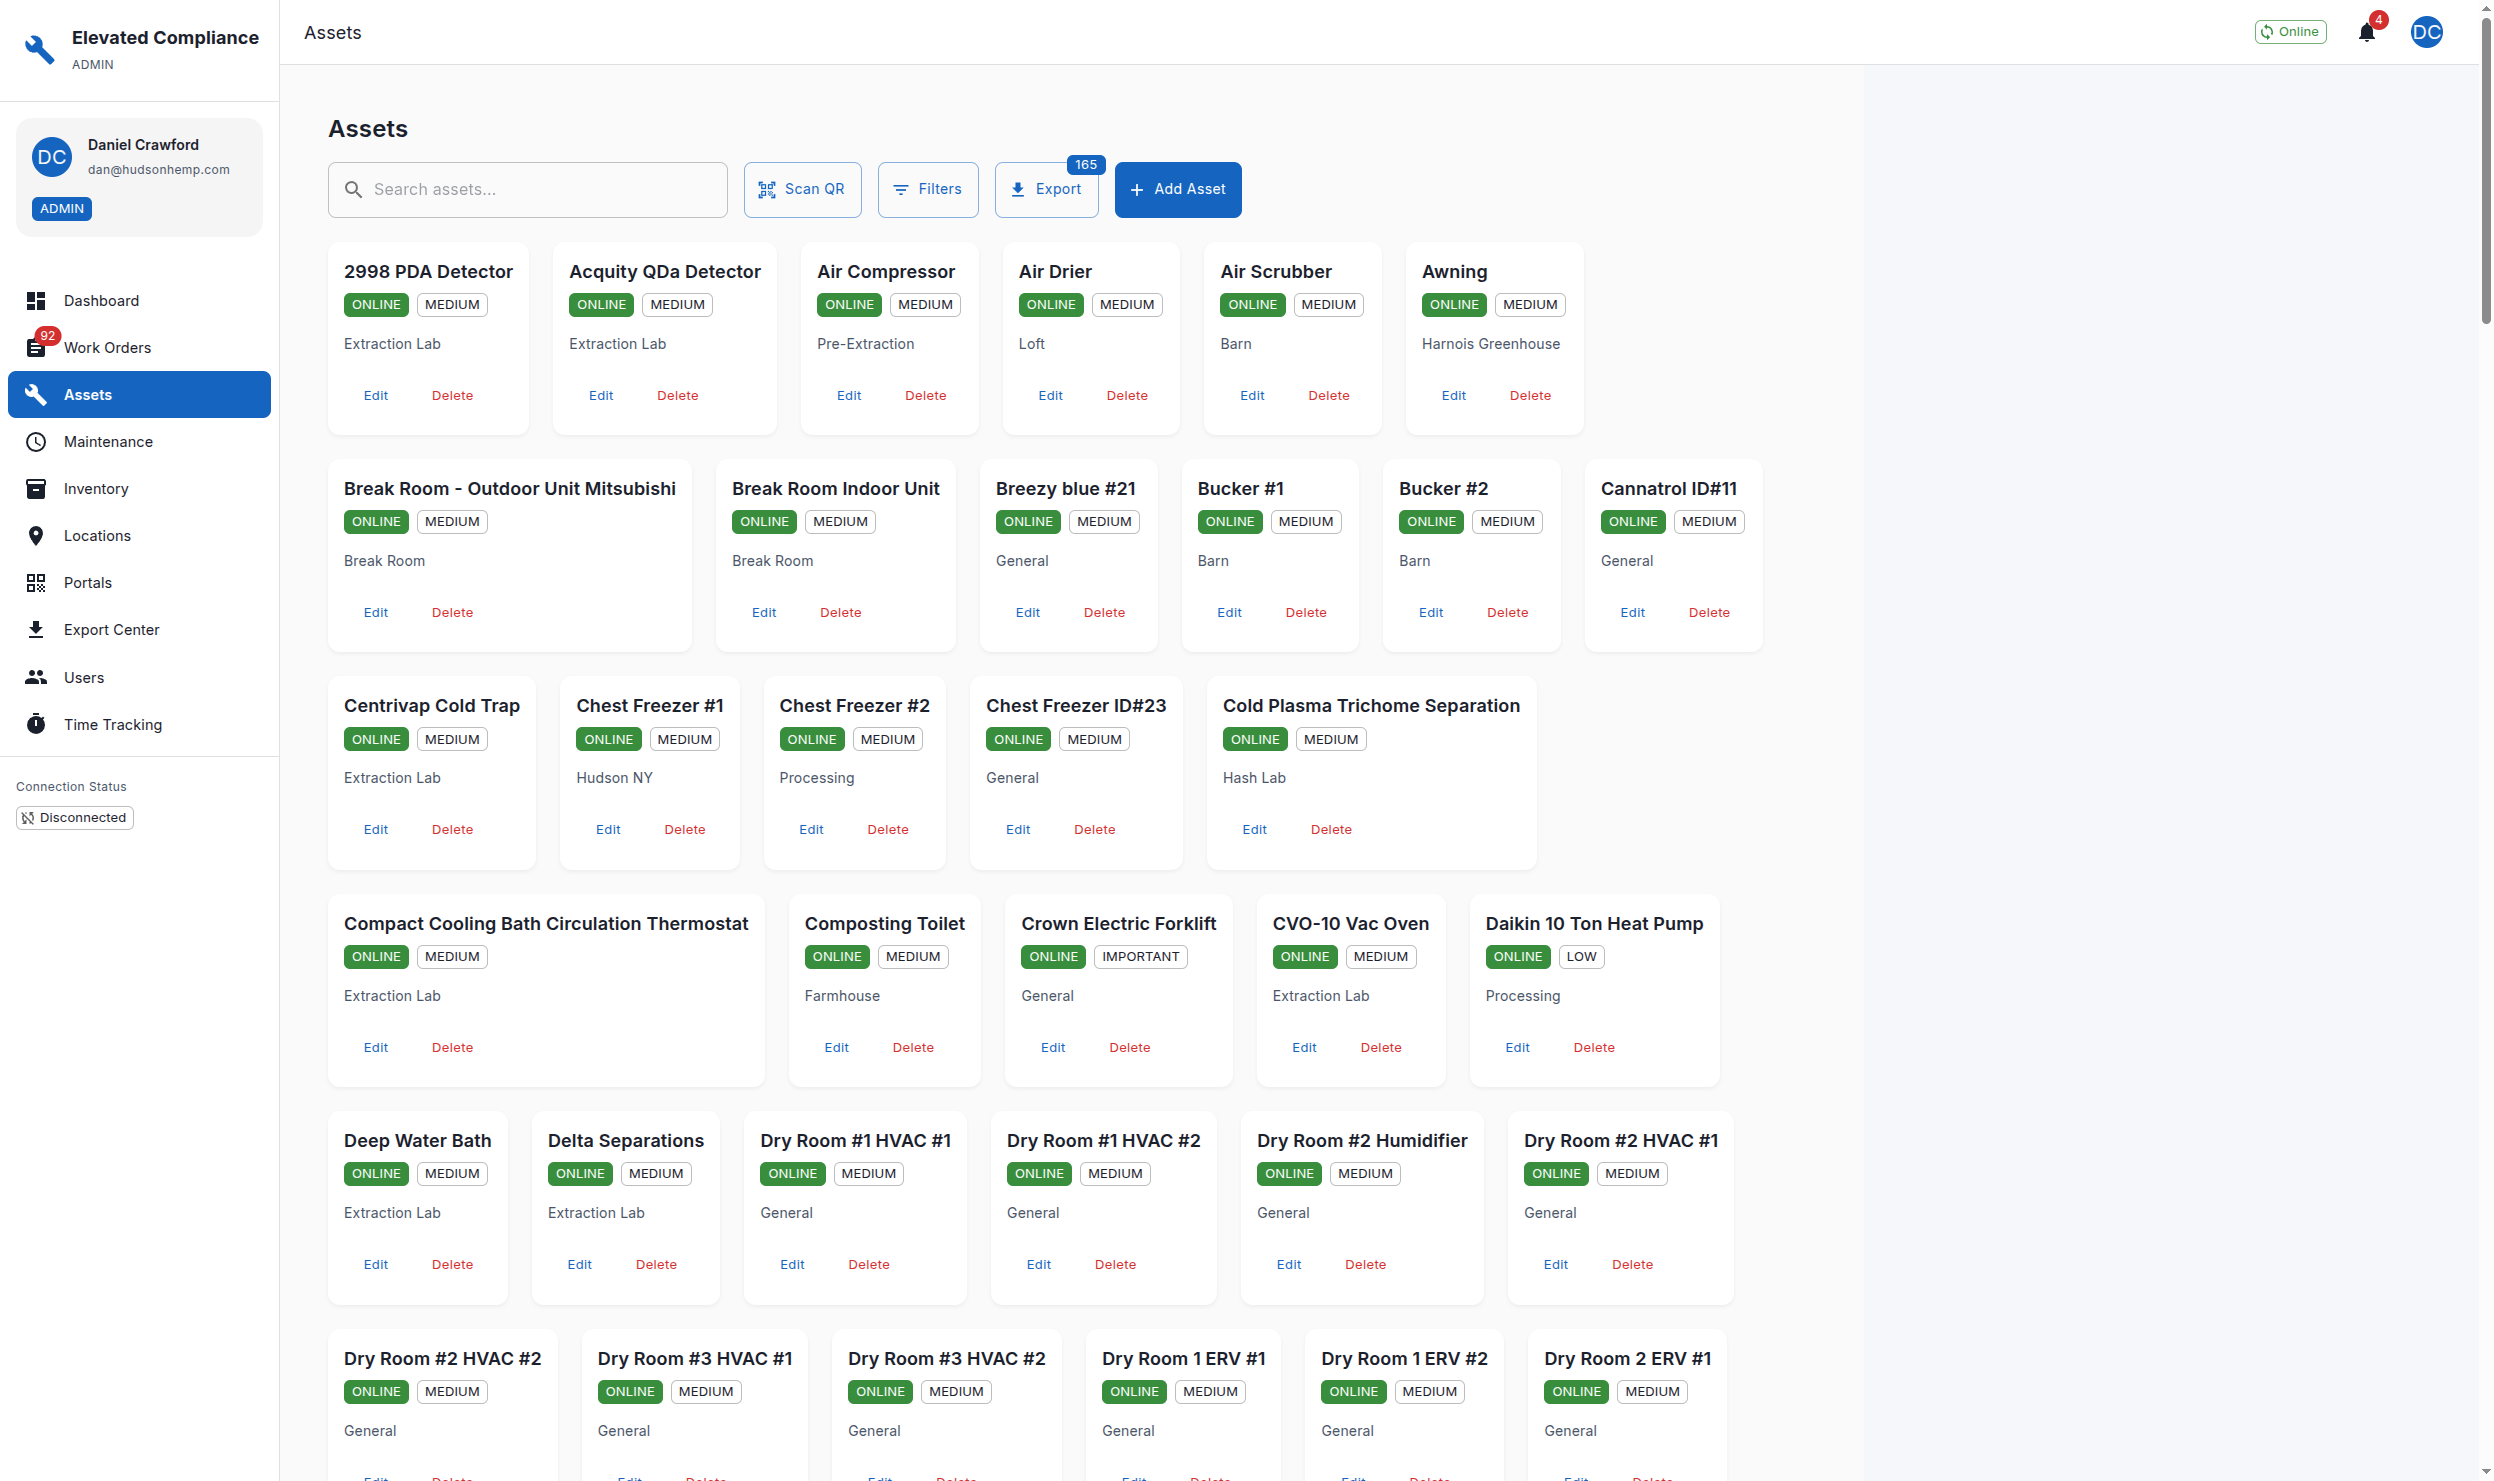 Elevated Compliance
ADMIN
Daniel Crawford
DC
dan@hudsonhemp.com
ADMIN
Dashboard
92
Work Orders
Assets
Maintenance
Inventory
Locations
Portals
Export Center
Users
Time Tracking
Connection Status
Disconnected
Assets
Online
4
DC
Assets
Search assets...
Scan QR
Filters
Export
165
Add Asset
2998 PDA Detector
ONLINE MEDIUM
Extraction Lab
Edit Delete
Acquity QDa Detector
ONLINE MEDIUM
Extraction Lab
Edit Delete
Air Compressor
ONLINE MEDIUM
Pre-Extraction
Edit Delete
Air Drier
ONLINE MEDIUM
Loft
Edit Delete
Air Scrubber
ONLINE MEDIUM
Barn
Edit Delete
Awning
ONLINE MEDIUM
Harnois Greenhouse
Edit Delete
Break Room - Outdoor Unit Mitsubishi
ONLINE MEDIUM
Break Room
Edit Delete
Break Room Indoor Unit
ONLINE MEDIUM
Break Room
Edit Delete
Breezy blue #21
ONLINE MEDIUM
General
Edit Delete
Bucker #1
ONLINE MEDIUM
Barn
Edit Delete
Bucker #2
ONLINE MEDIUM
Barn
Edit Delete
Cannatrol ID#11
ONLINE MEDIUM
General
Edit Delete
Centrivap Cold Trap
ONLINE MEDIUM
Extraction Lab
Edit Delete
Chest Freezer #1
ONLINE MEDIUM
Hudson NY
Edit Delete
Chest Freezer #2
ONLINE MEDIUM
Processing
Edit Delete
Chest Freezer ID#23
ONLINE MEDIUM
General
Edit Delete
Cold Plasma Trichome Separation
ONLINE MEDIUM
Hash Lab
Edit Delete
Compact Cooling Bath Circulation Thermostat
ONLINE MEDIUM
Extraction Lab
Edit Delete
Composting Toilet
ONLINE MEDIUM
Farmhouse
Edit Delete
Crown Electric Forklift
ONLINE IMPORTANT
General
Edit Delete
CVO-10 Vac Oven
ONLINE MEDIUM
Extraction Lab
Edit Delete
Daikin 10 Ton Heat Pump
ONLINE LOW
Processing
Edit Delete
Deep Water Bath
ONLINE MEDIUM
Extraction Lab
Edit Delete
Delta Separations
ONLINE MEDIUM
Extraction Lab
Edit Delete
Dry Room #1 HVAC #1
ONLINE MEDIUM
General
Edit Delete
Dry Room #1 HVAC #2
ONLINE MEDIUM
General
Edit Delete
Dry Room #2 Humidifier
ONLINE MEDIUM
General
Edit Delete
Dry Room #2 HVAC #1
ONLINE MEDIUM
General
Edit Delete
Dry Room #2 HVAC #2
ONLINE MEDIUM
General
Edit Delete
Dry Room #3 HVAC #1
ONLINE MEDIUM
General
Edit Delete
Dry Room #3 HVAC #2
ONLINE MEDIUM
General
Edit Delete
Dry Room 1 ERV #1
ONLINE MEDIUM
General
Edit Delete
Dry Room 1 ERV #2
ONLINE MEDIUM
General
Edit Delete
Dry Room 2 ERV #1
ONLINE MEDIUM
General
Edit Delete